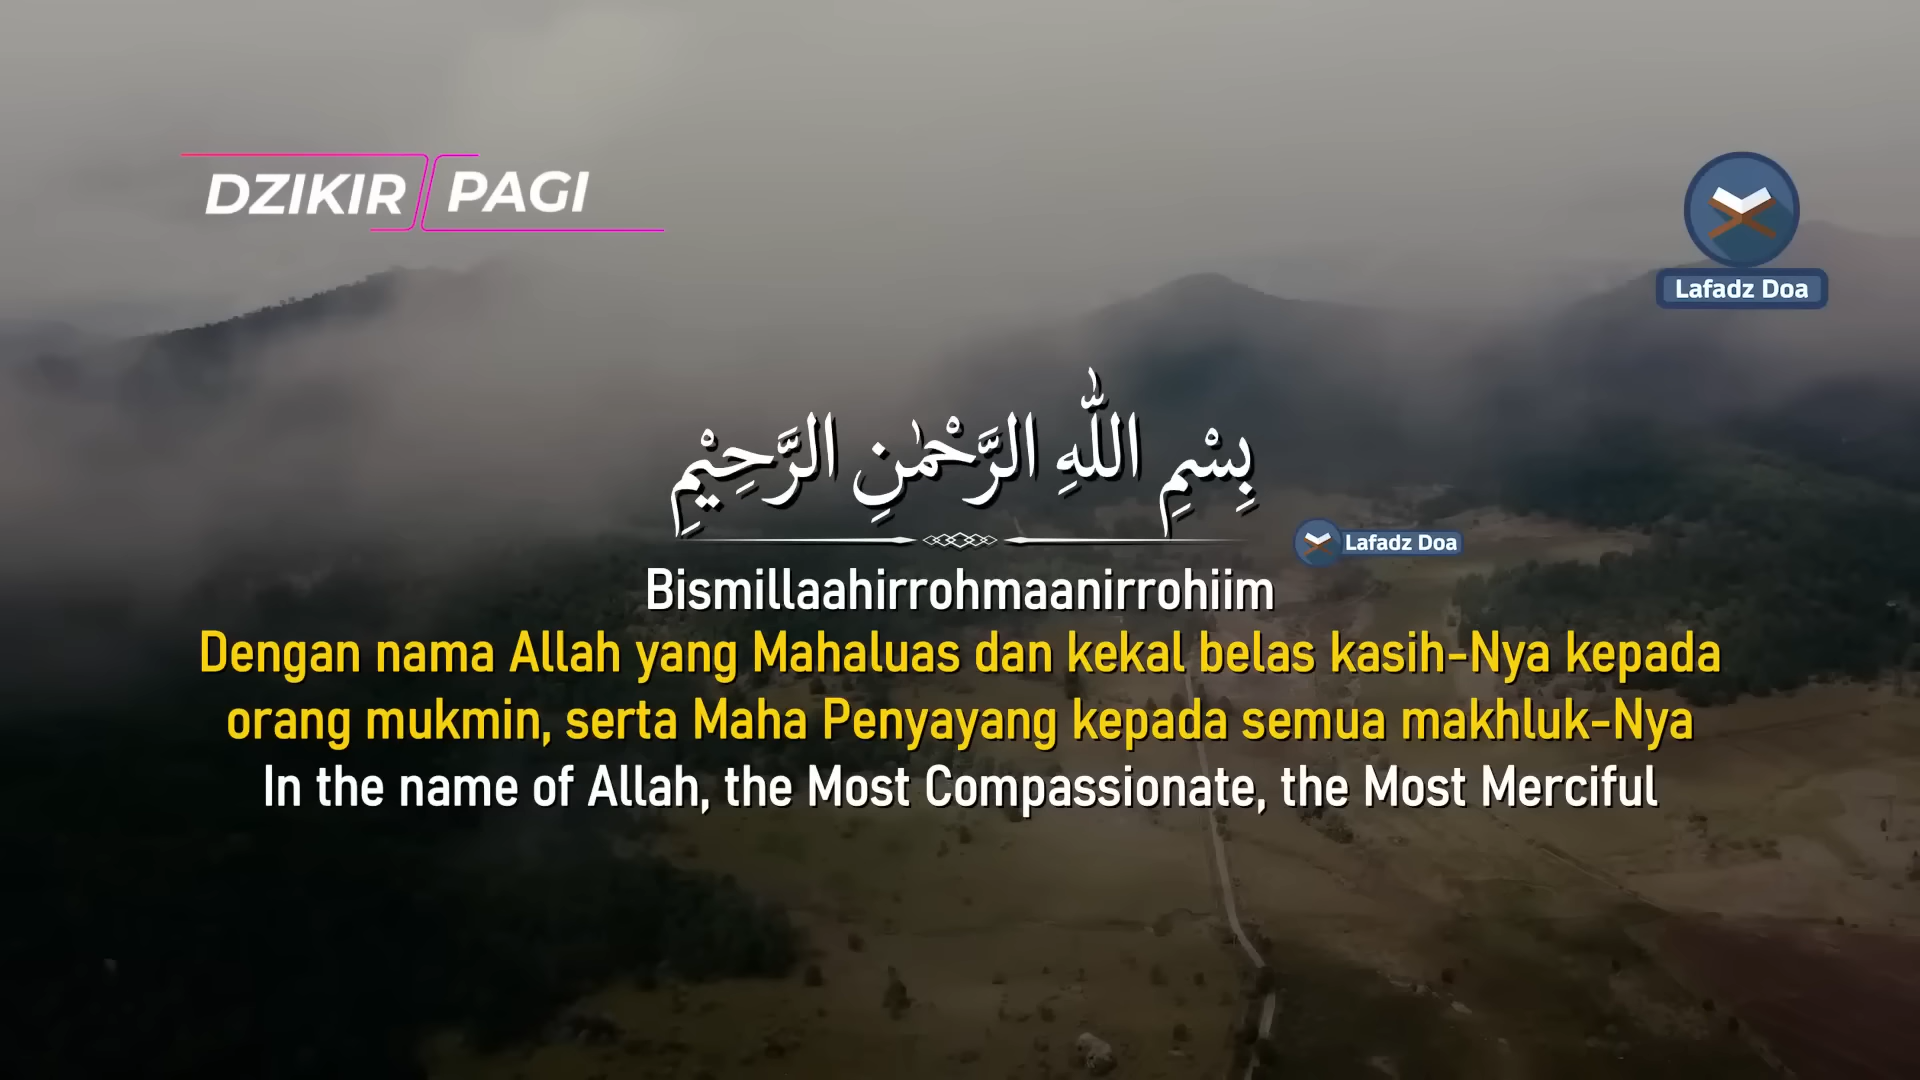 DZIKIR PAGI
Lafadz Doa
بِسْمِ اللّٰهِ الرَّحْمٰنِ الرَّحِيْمِ
Lafadz Doa
Bismillaahirrohmaanirrohiim
Dengan nama Allah yang Mahaluas dan kekal belas kasih-Nya kepada
orang mukmin, serta Maha Penyayang kepada semua makhluk-Nya
In the name of Allah, the Most Compassionate, the Most Merciful